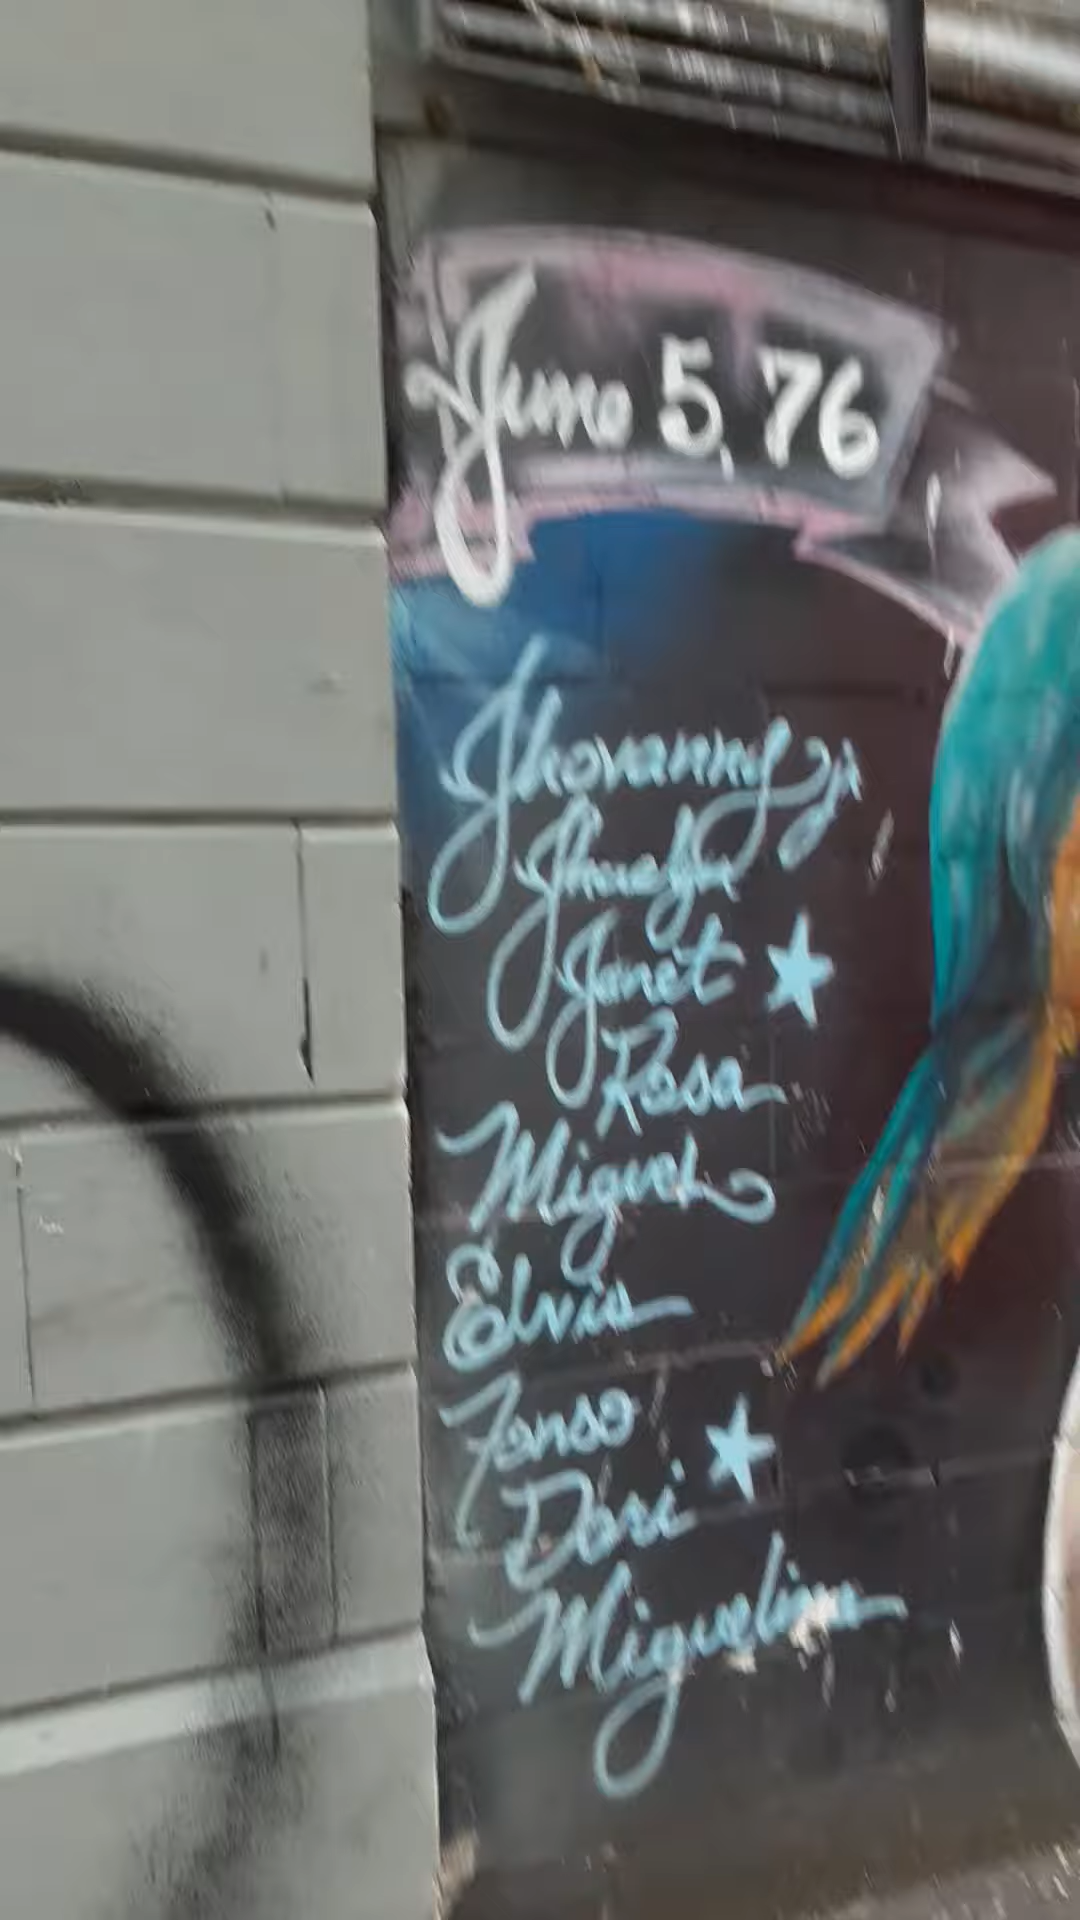 June 5, 76
Jhovanny jr
Janet
Rosa
Miguel
Elvis
Fonso
Dori
Miguelina